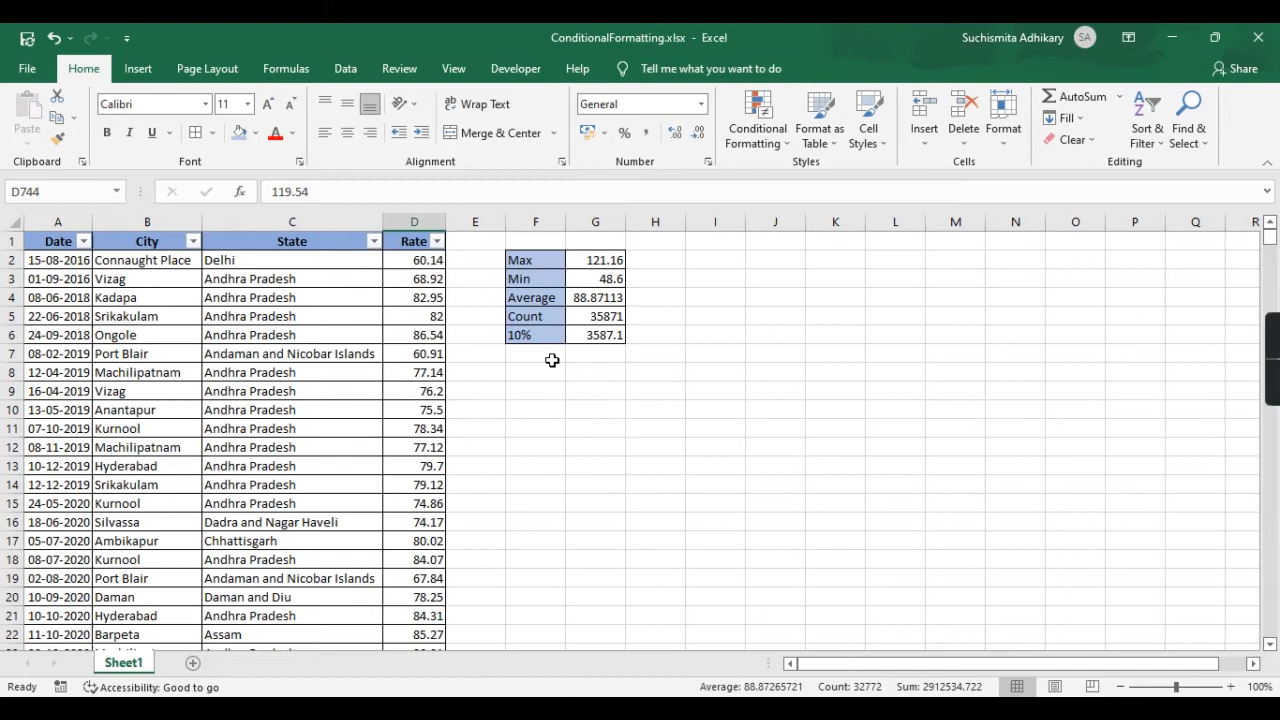 ConditionalFormatting.xlsx - Excel
Suchismita Adhikary SA
File Home Insert Page Layout Formulas Data Review View Developer Help Tell me what you want to do Share
Paste
Calibri 11
Wrap Text
General
B I U
Merge & Center
Conditional Formatting
Format as Table
Cell Styles
Insert
Delete
Format
AutoSum
Fill
Clear
Sort & Filter
Find & Select
Clipboard Font Alignment Number Styles Cells Editing
D744 fx 119.54
A B C D E F G H I J K L M N O P Q R
1 Date City State Rate
2 15-08-2016 Connaught Place Delhi 60.14 Max 121.16
3 01-09-2016 Vizag Andhra Pradesh 68.92 Min 48.6
4 08-06-2018 Kadapa Andhra Pradesh 82.95 Average 88.87113
5 22-06-2018 Srikakulam Andhra Pradesh 82 Count 35871
6 24-09-2018 Ongole Andhra Pradesh 86.54 10% 3587.1
7 08-02-2019 Port Blair Andaman and Nicobar Islands 60.91
8 12-04-2019 Machilipatnam Andhra Pradesh 77.14
9 16-04-2019 Vizag Andhra Pradesh 76.2
10 13-05-2019 Anantapur Andhra Pradesh 75.5
11 07-10-2019 Kurnool Andhra Pradesh 78.34
12 08-11-2019 Machilipatnam Andhra Pradesh 77.12
13 10-12-2019 Hyderabad Andhra Pradesh 79.7
14 12-12-2019 Srikakulam Andhra Pradesh 79.12
15 24-05-2020 Kurnool Andhra Pradesh 74.86
16 18-06-2020 Silvassa Dadra and Nagar Haveli 74.17
17 05-07-2020 Ambikapur Chhattisgarh 80.02
18 08-07-2020 Kurnool Andhra Pradesh 84.07
19 02-08-2020 Port Blair Andaman and Nicobar Islands 67.84
20 10-09-2020 Daman Daman and Diu 78.25
21 10-10-2020 Hyderabad Andhra Pradesh 84.31
22 11-10-2020 Barpeta Assam 85.27
Sheet1
Ready Accessibility: Good to go Average: 88.87265721 Count: 32772 Sum: 2912534.722 100%